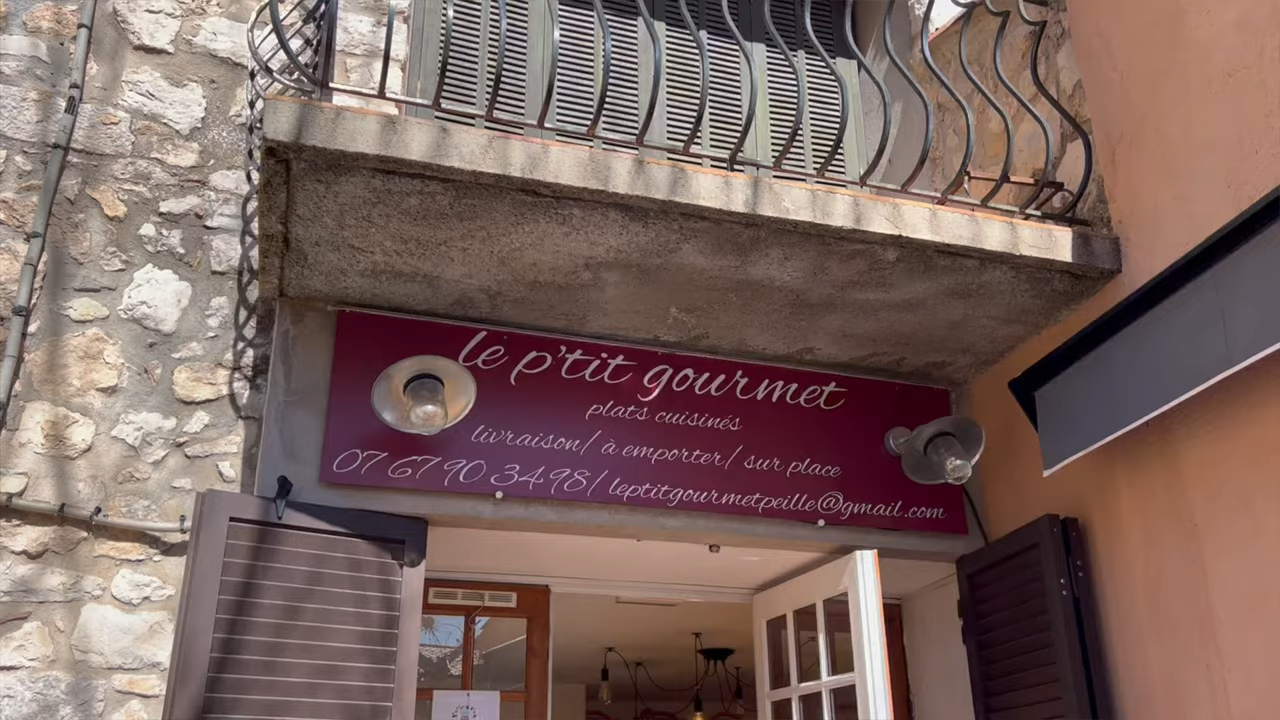 le p'tit gourmet
plats cuisinés
livraison/ à emporter/ sur place
07 67 90 34 98/ leptitgourmetpeille@gmail.com